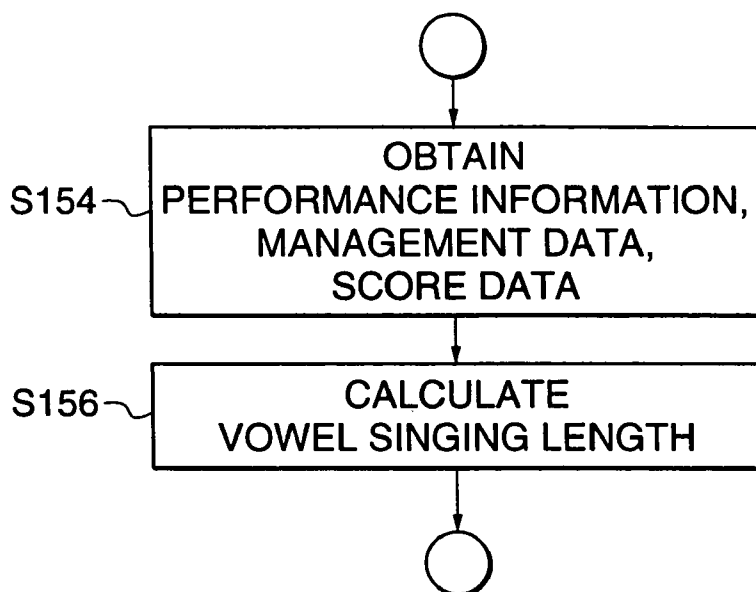 OBTAIN
S154 PERFORMANCE INFORMATION,
MANAGEMENT DATA,
SCORE DATA
S156 CALCULATE
VOWEL SINGING LENGTH